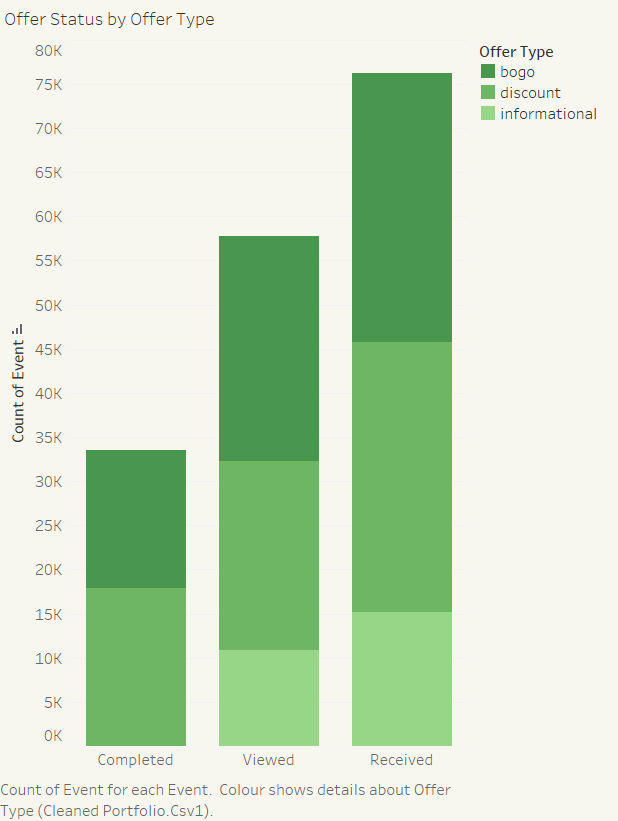 Offer Status by Offer Type
80K
75K
70K
65K
60K
55K
50K
45K
40K
35K
30K
25K
20K
15K
10K
5K
0K
Count of Event
Completed
Viewed
Received
Offer Type
bogo
discount
informational
Count of Event for each Event.  Colour shows details about Offer
Type (Cleaned Portfolio.Csv1).